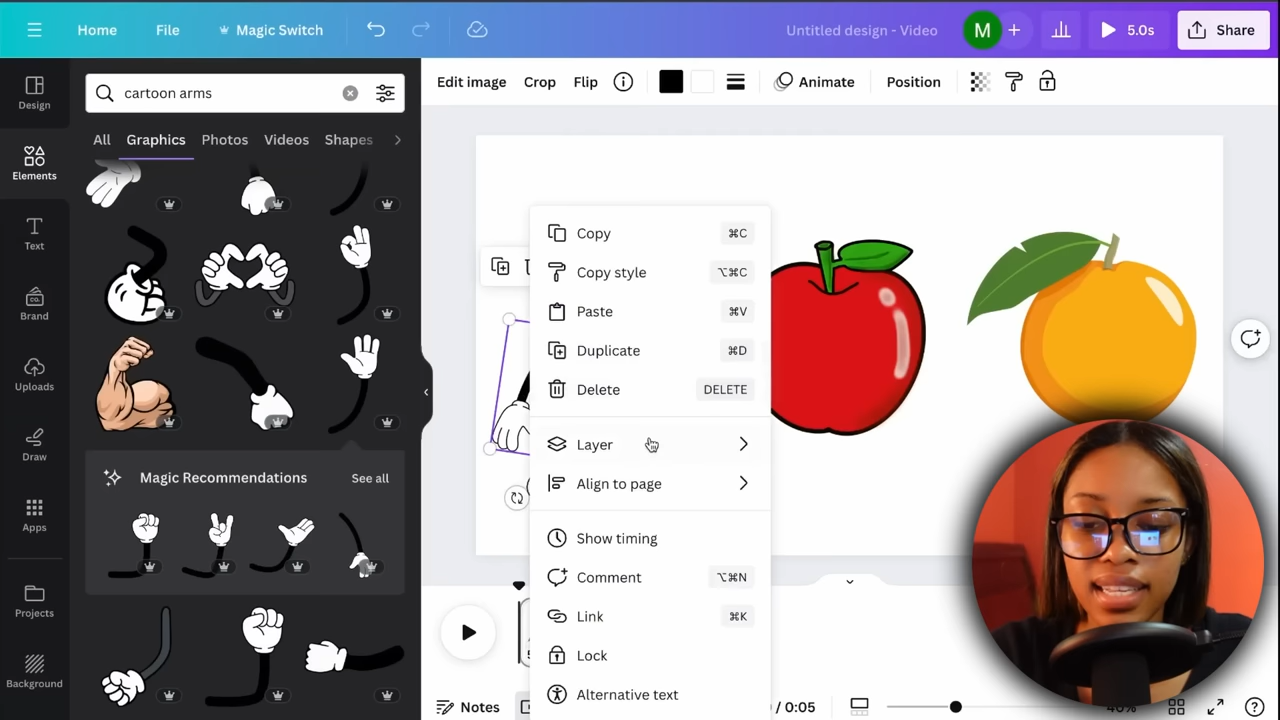 Home File Magic Switch Untitled design - Video M 5.0s Share
Design
Elements
Text
Brand
Uploads
Draw
Apps
Projects
Background
cartoon arms
All Graphics Photos Videos Shapes
Magic Recommendations See all
Edit image Crop Flip Animate Position
Copy ⌘C
Copy style ⌥⌘C
Paste ⌘V
Duplicate ⌘D
Delete DELETE
Layer
Align to page
Show timing
Comment ⌥⌘N
Link ⌘K
Lock
Alternative text
Notes / 0:05